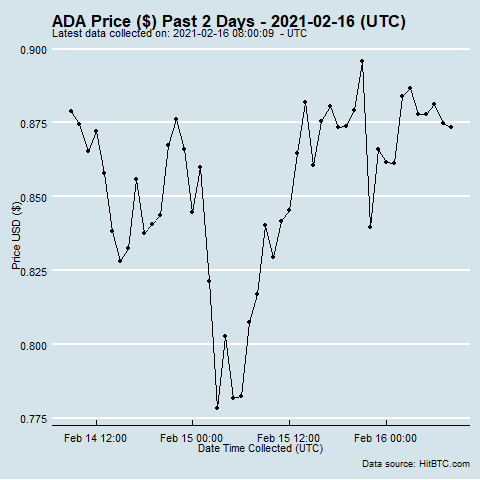 ADA Price ($) Past 2 Days - 2021-02-16 (UTC)
Latest data collected on: 2021-02-16 08:00:09  - UTC
0.900
0.875
0.850
0.825
0.800
0.775
Price USD ($)
Feb 14 12:00 Feb 15 00:00 Feb 15 12:00 Feb 16 00:00
Date Time Collected (UTC)
Data source: HitBTC.com